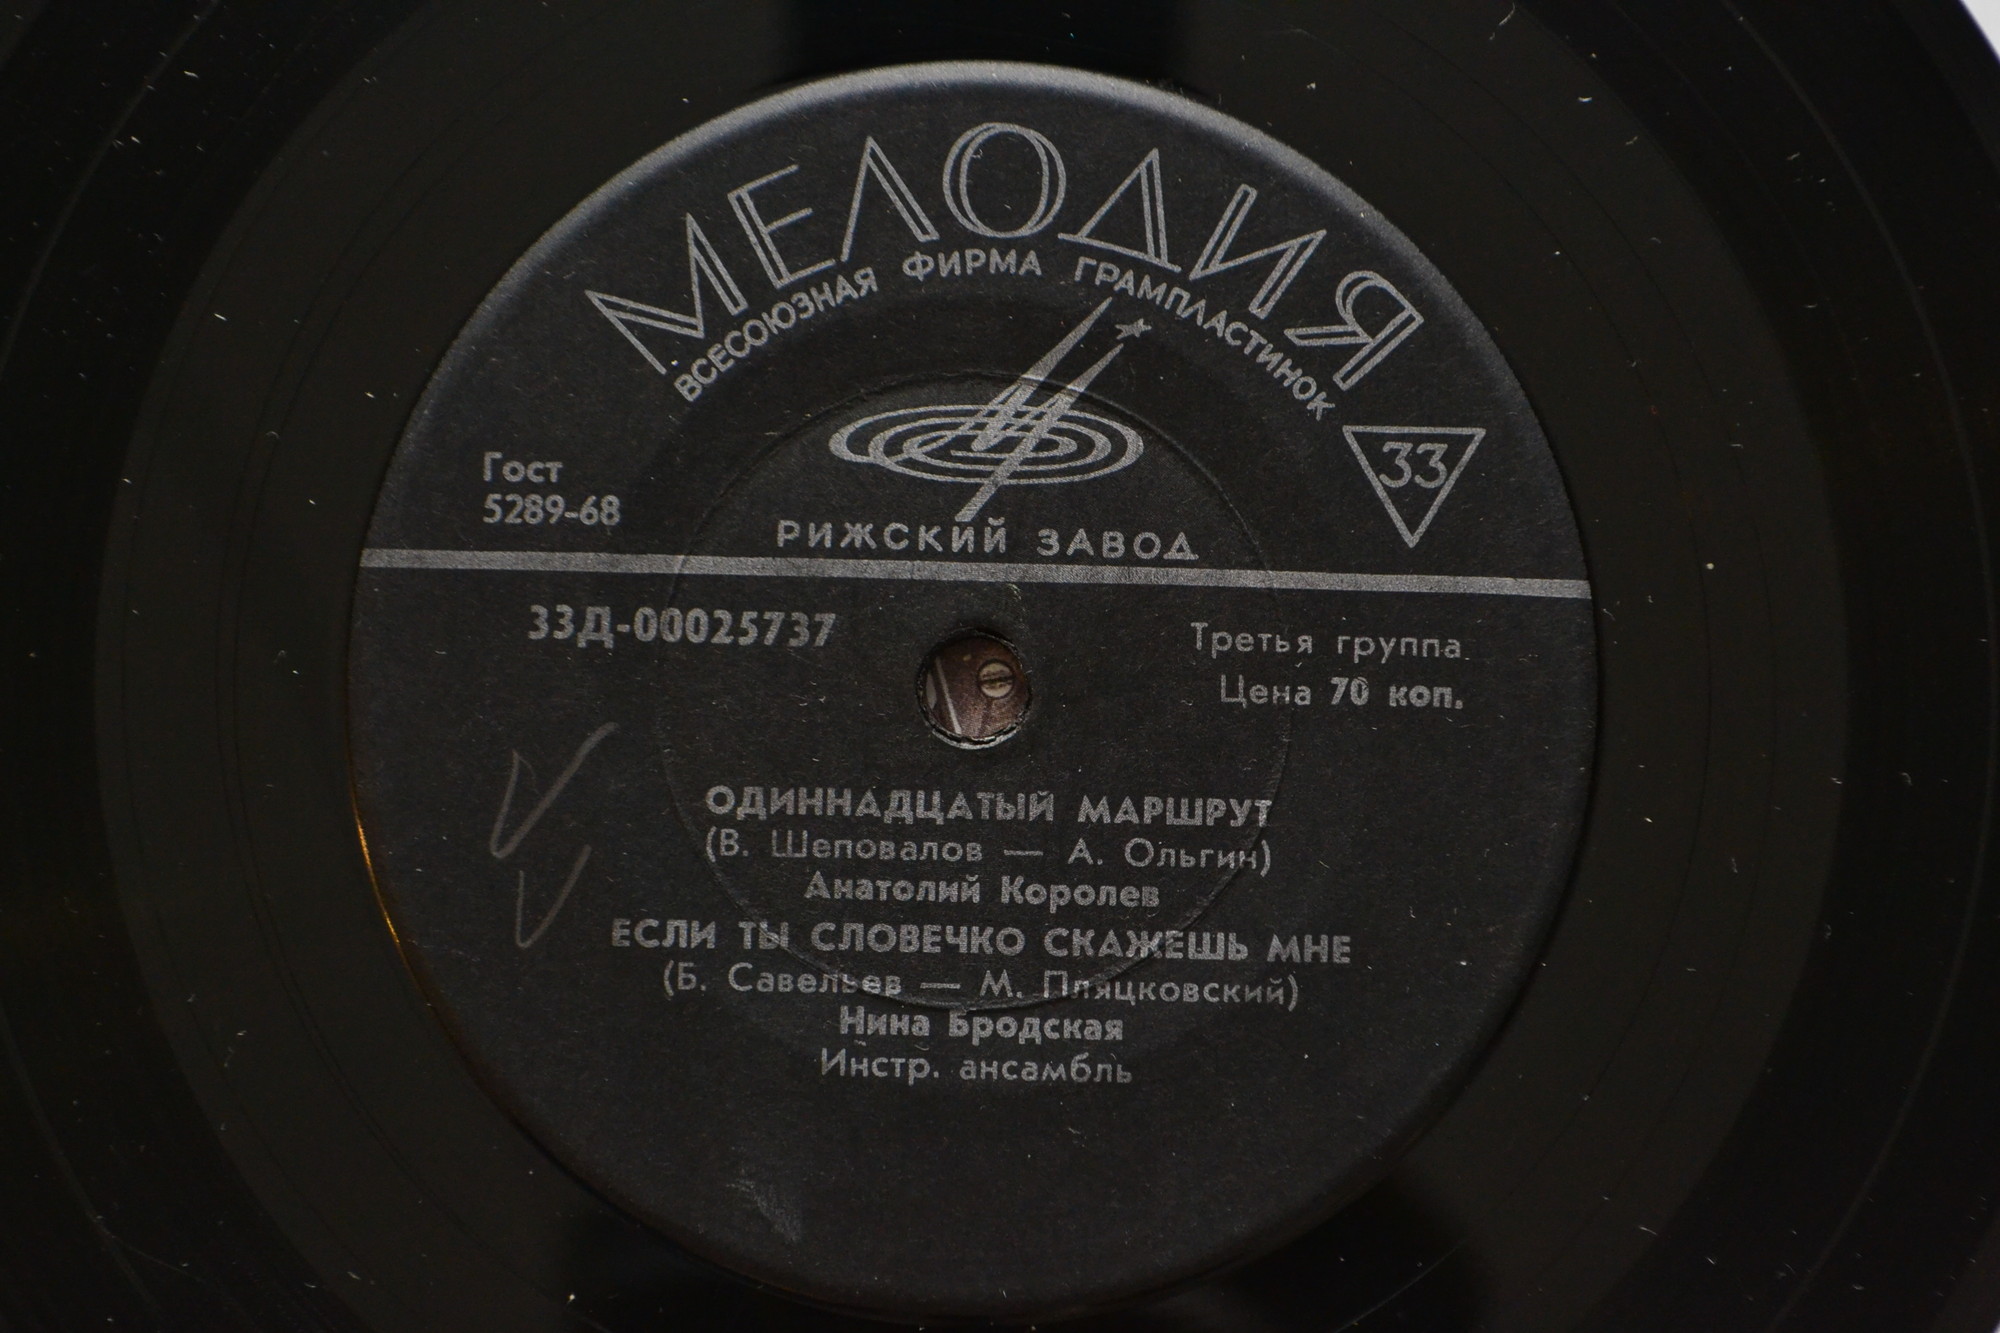 МЕЛОДИЯ
ВСЕСОЮЗНАЯ ФИРМА ГРАМПЛАСТИНОК
33
Гост
5289-68
РИЖСКИЙ ЗАВОД
33Д-00025737
Третья группа
Цена 70 коп.
ОДИННАДЦАТЫЙ МАРШРУТ
(В. Шеповалов — А. Ольгин)
Анатолий Королев
ЕСЛИ ТЫ СЛОВЕЧКО СКАЖЕШЬ МНЕ
(Б. Савельев — М. Пляцковский)
Нина Бродская
Инстр. ансамбль